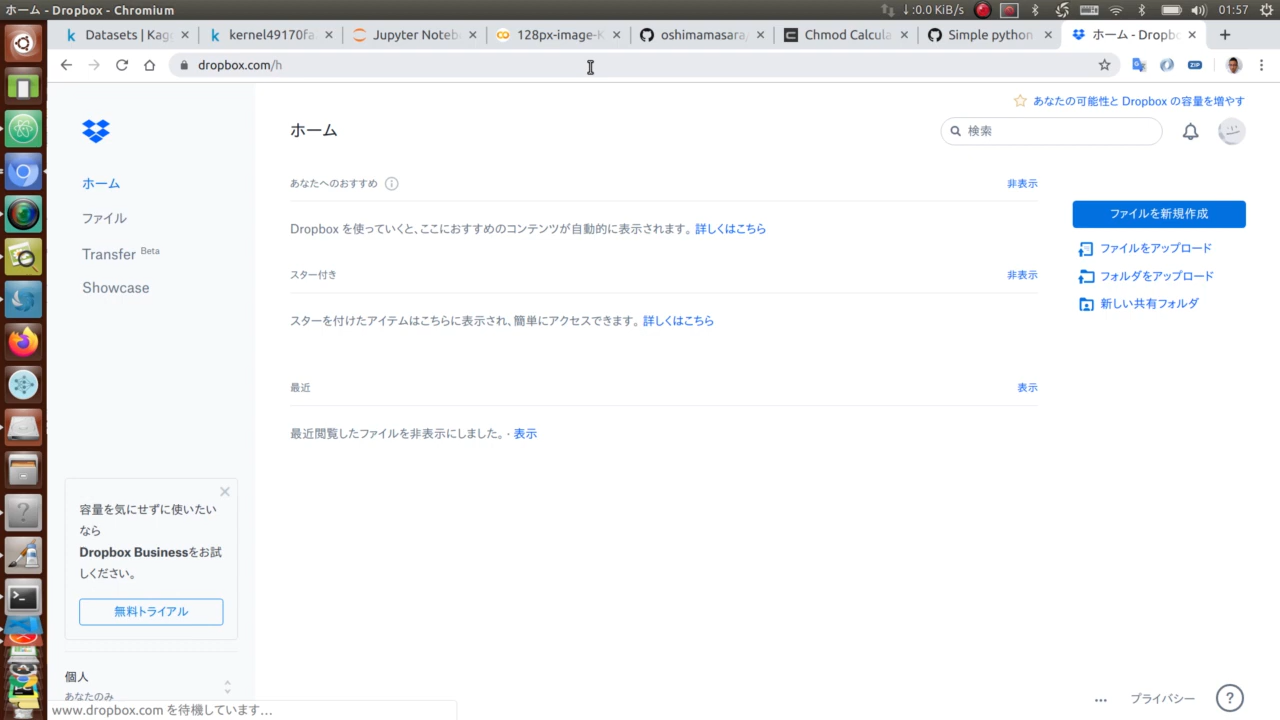 ホーム - Dropbox - Chromium
↓:0.0 KiB/s
01:57
Datasets | Kag
kernel49170fa
Jupyter Noteb
128px-image-K
oshimamasara
Chmod Calcula
Simple python
ホーム - Dropbo
dropbox.com/h
ZIP
あなたの可能性と Dropbox の容量を増やす
ホーム
検索
ホーム
ファイル
Transfer Beta
Showcase
あなたへのおすすめ
非表示
Dropbox を使っていくと、ここにおすすめのコンテンツが自動的に表示されます。詳しくはこちら
スター付き
非表示
スターを付けたアイテムはこちらに表示され、簡単にアクセスできます。詳しくはこちら
最近
表示
最近閲覧したファイルを非表示にしました。・表示
ファイルを新規作成
ファイルをアップロード
フォルダをアップロード
新しい共有フォルダ
容量を気にせずに使いたい
なら
Dropbox Businessをお試
しください。
無料トライアル
個人
あなたのみ
www.dropbox.com を待機しています…
プライバシー